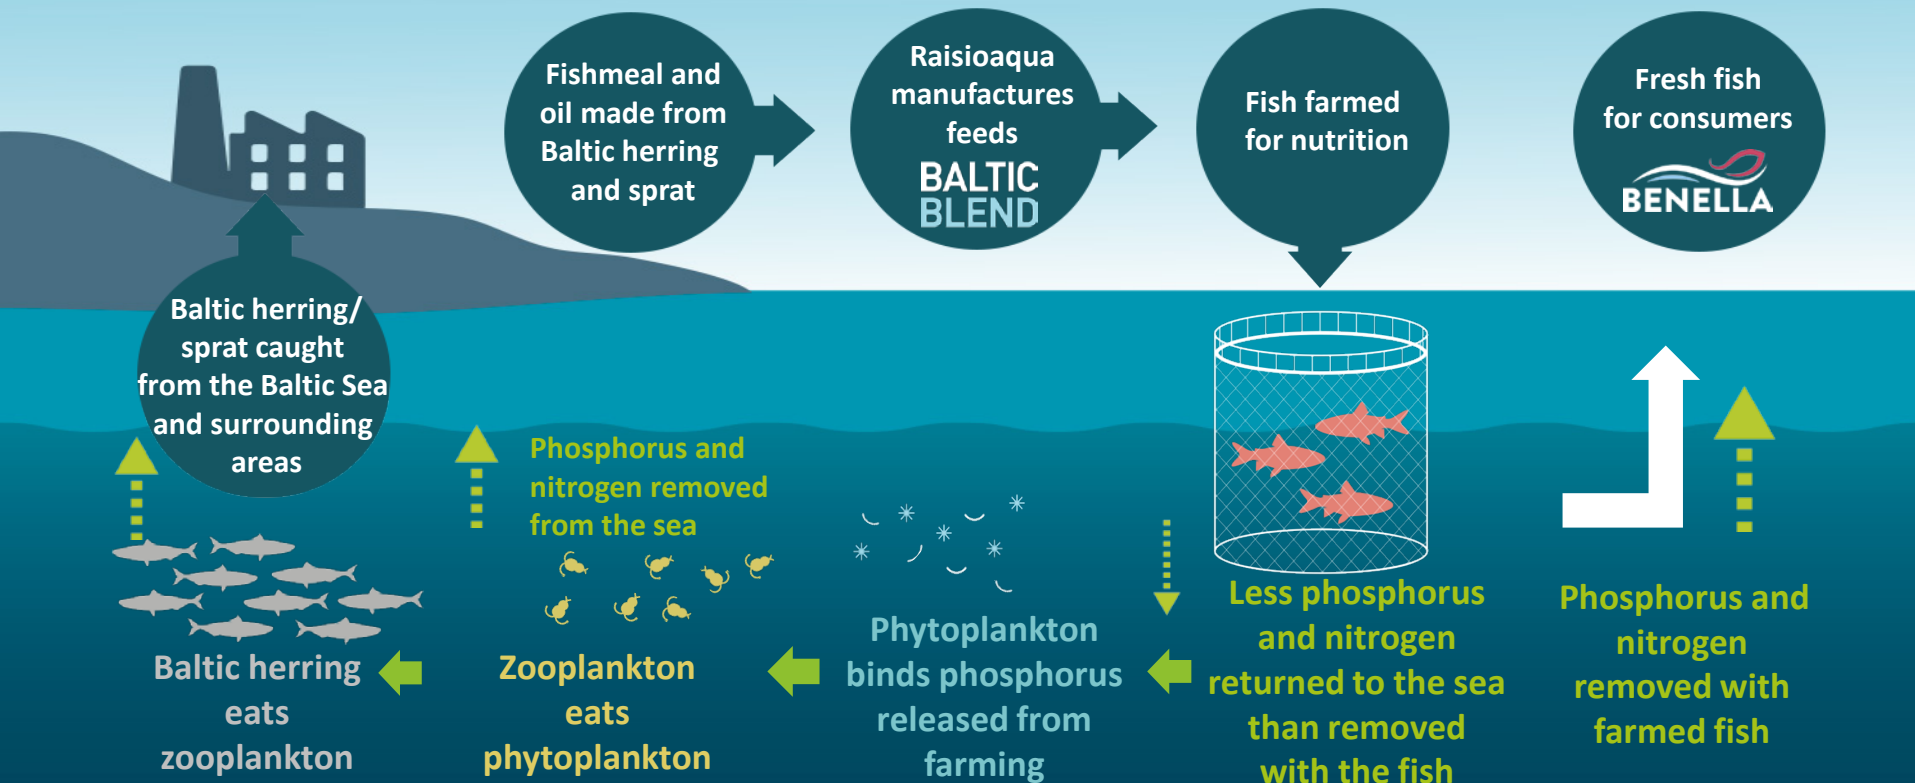 Fishmeal and
oil made from
Baltic herring
and sprat
Raisioaqua
manufactures
feeds
BALTIC
BLEND
Fish farmed
for nutrition
Fresh fish
for consumers
BENELLA
Baltic herring/
sprat caught
from the Baltic Sea
and surrounding
areas
Phosphorus and
nitrogen removed
from the sea
Baltic herring
eats
zooplankton
Zooplankton
eats
phytoplankton
Phytoplankton
binds phosphorus
released from
farming
Less phosphorus
and nitrogen
returned to the sea
than removed
with the fish
Phosphorus and
nitrogen
removed with
farmed fish